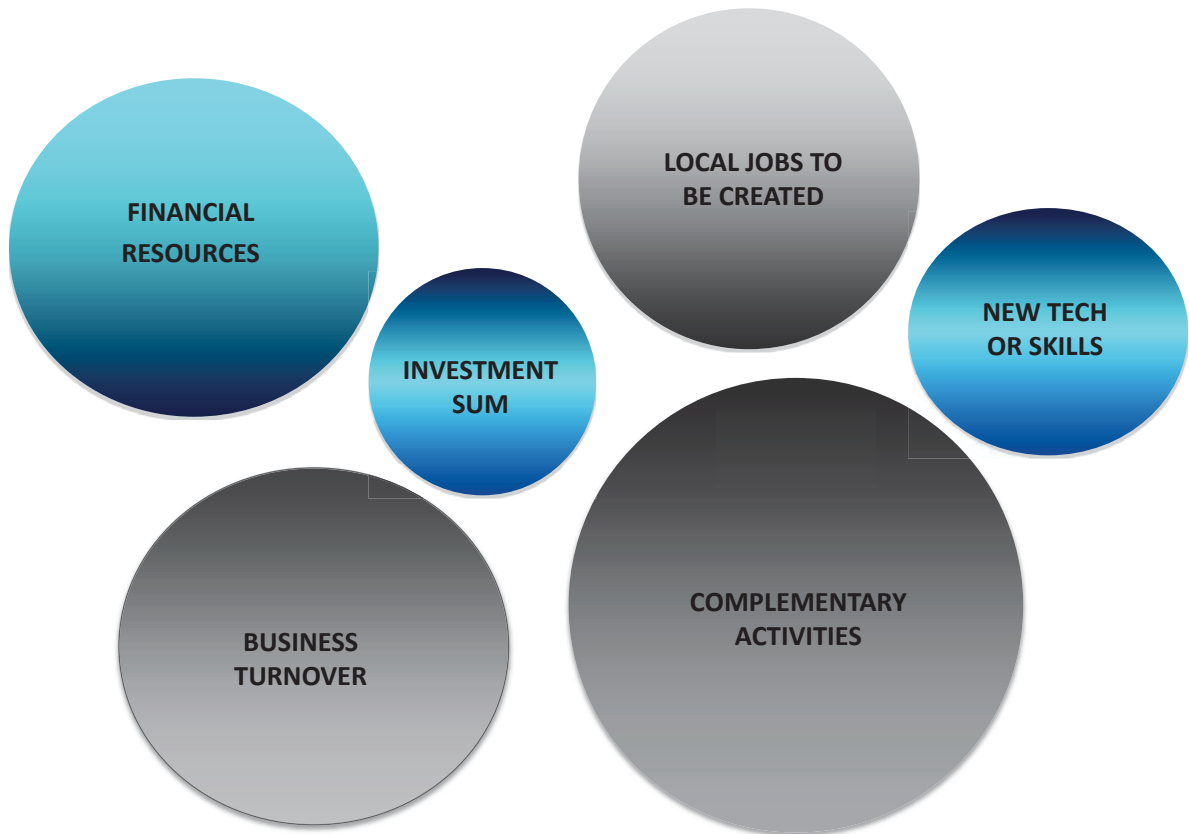 FINANCIAL
RESOURCES
LOCAL JOBS TO
BE CREATED
INVESTMENT
SUM
NEW TECH
OR SKILLS
BUSINESS
TURNOVER
COMPLEMENTARY
ACTIVITIES